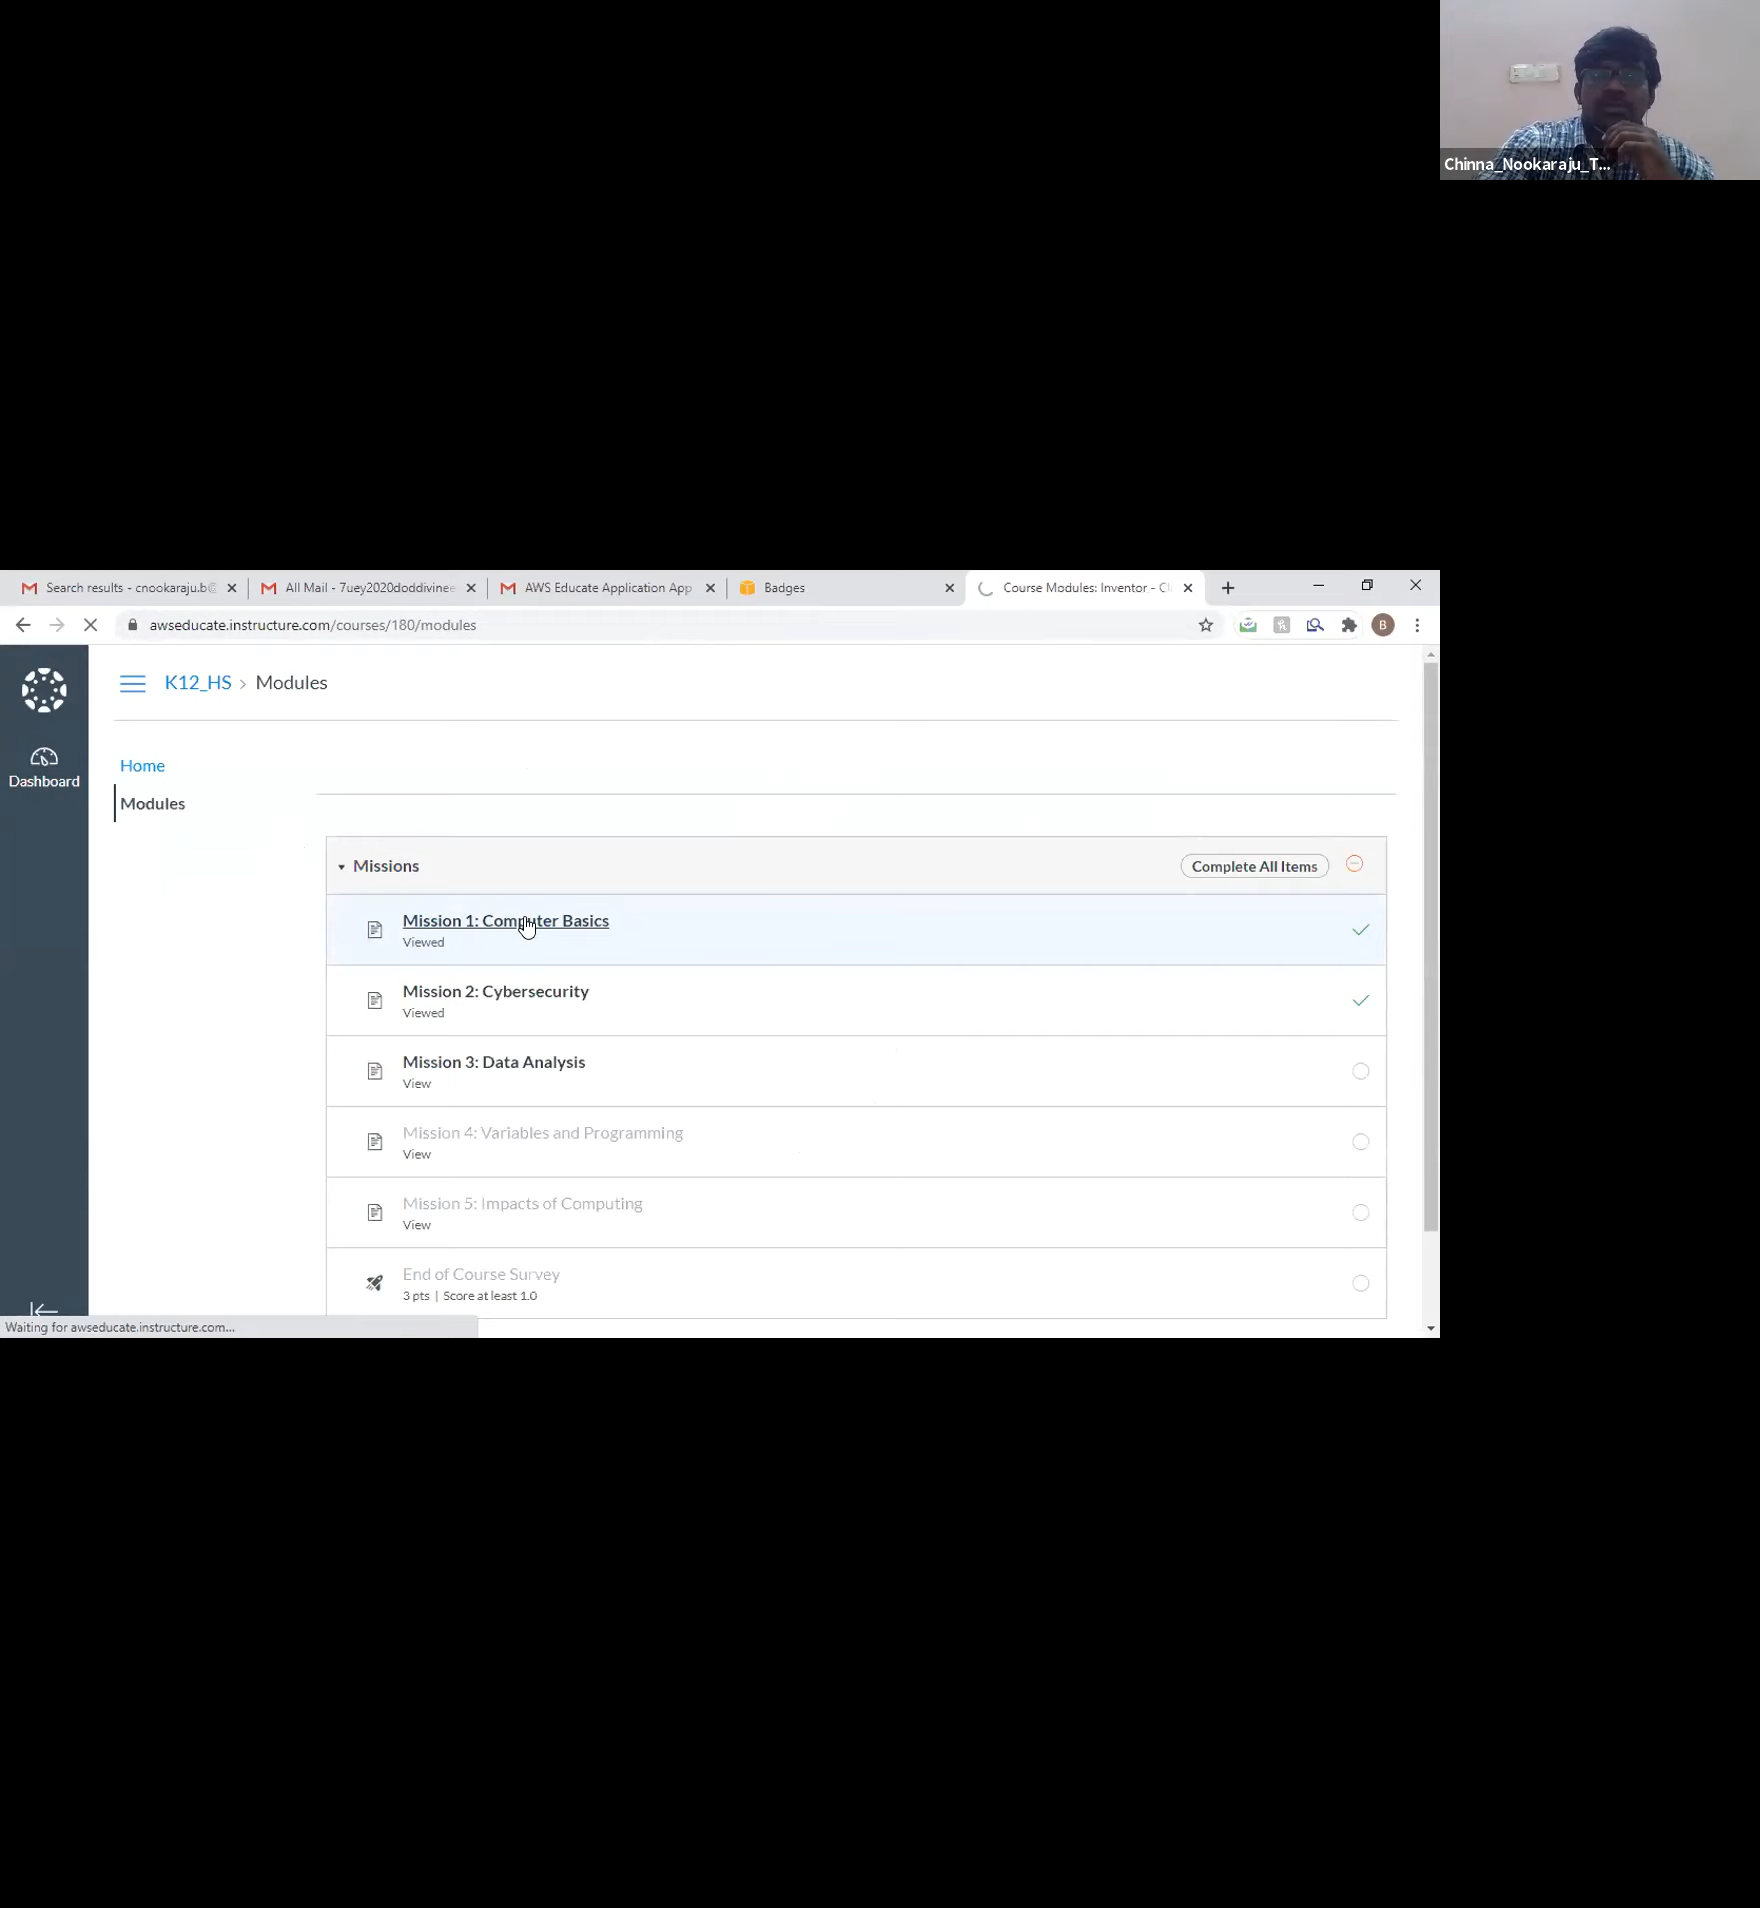 Chinna_Nookaraju_T...
Search results - cnookaraju.b@
All Mail - 7uey2020doddivinee
AWS Educate Application App
Badges
Course Modules: Inventor - Cl
awseducate.instructure.com/courses/180/modules
B
K12_HS > Modules
Dashboard
Home
Modules
Missions
Complete All Items
Mission 1: Computer Basics
Viewed
Mission 2: Cybersecurity
Viewed
Mission 3: Data Analysis
View
Mission 4: Variables and Programming
View
Mission 5: Impacts of Computing
View
End of Course Survey
3 pts | Score at least 1.0
Waiting for awseducate.instructure.com...